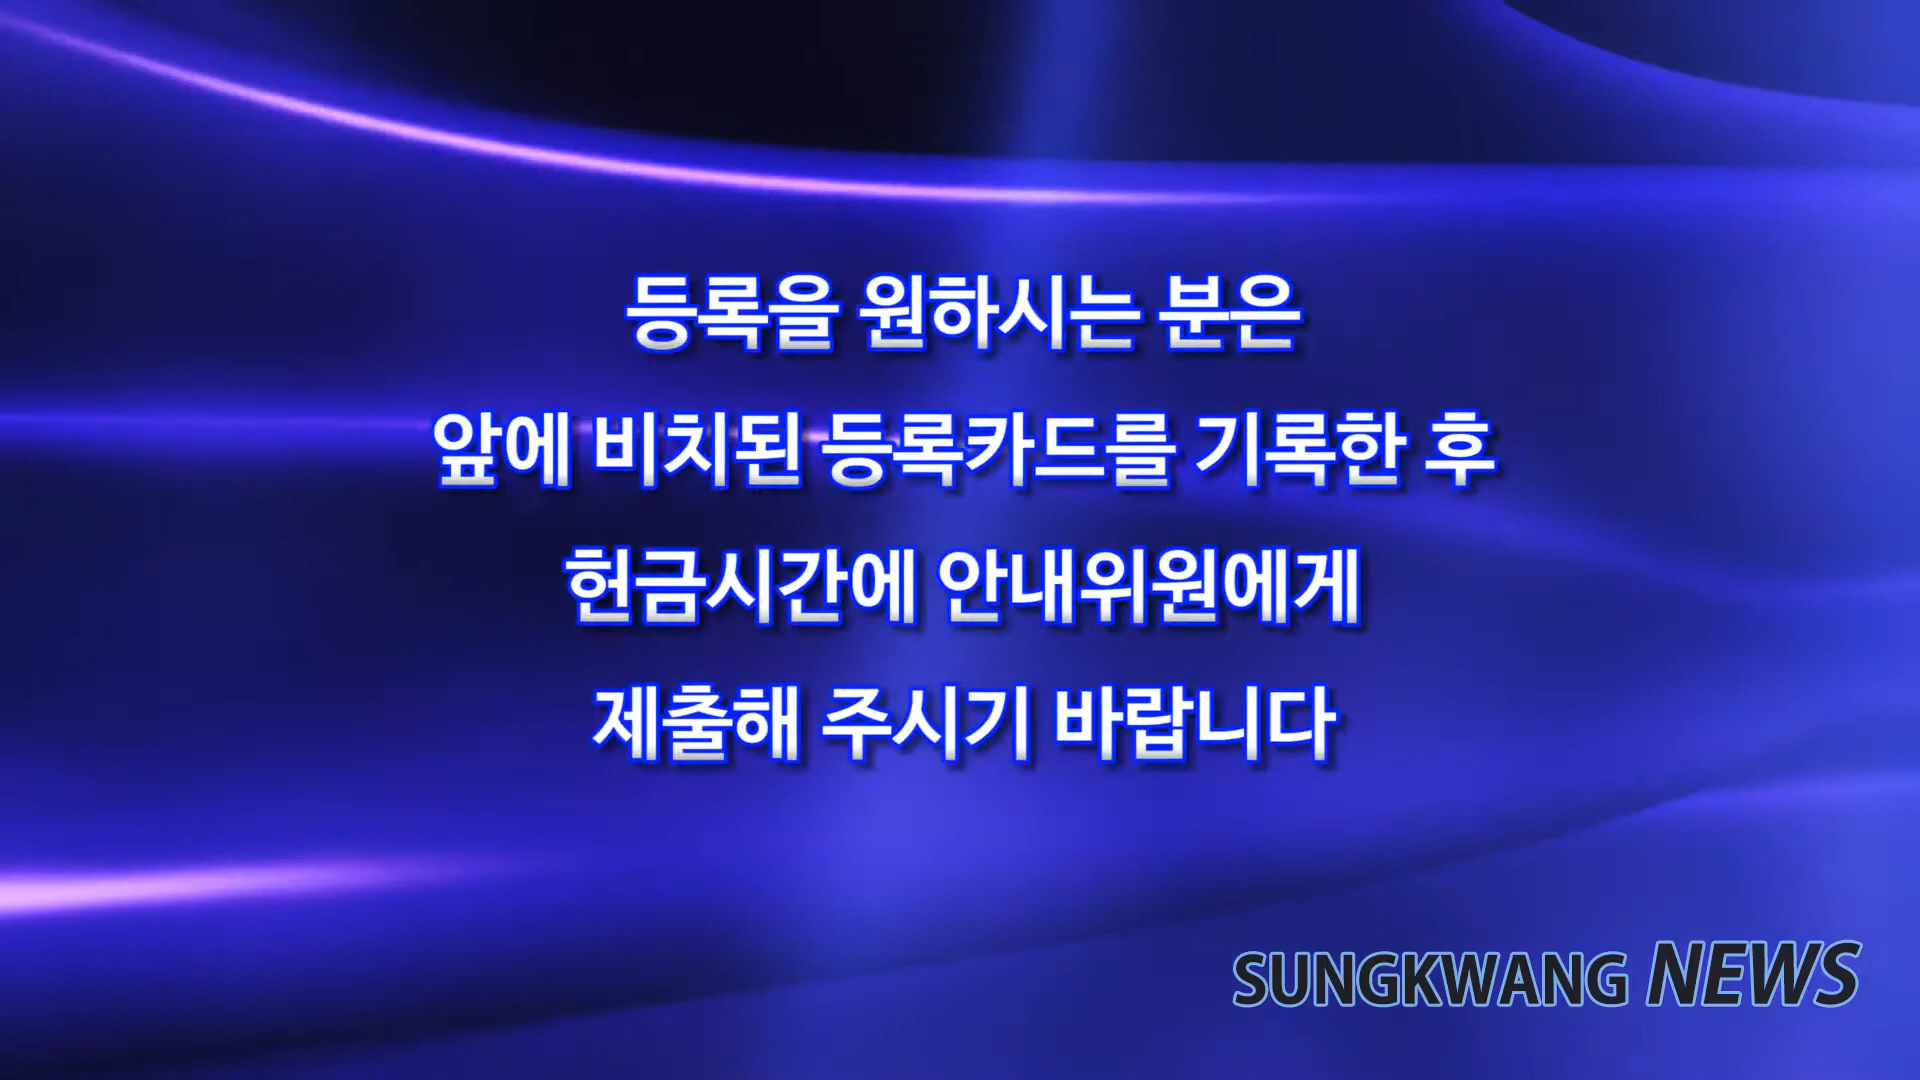 등록을 원하시는 분은
앞에 비치된 등록카드를 기록한 후
헌금시간에 안내위원에게
제출해 주시기 바랍니다
SUNGKWANG NEWS